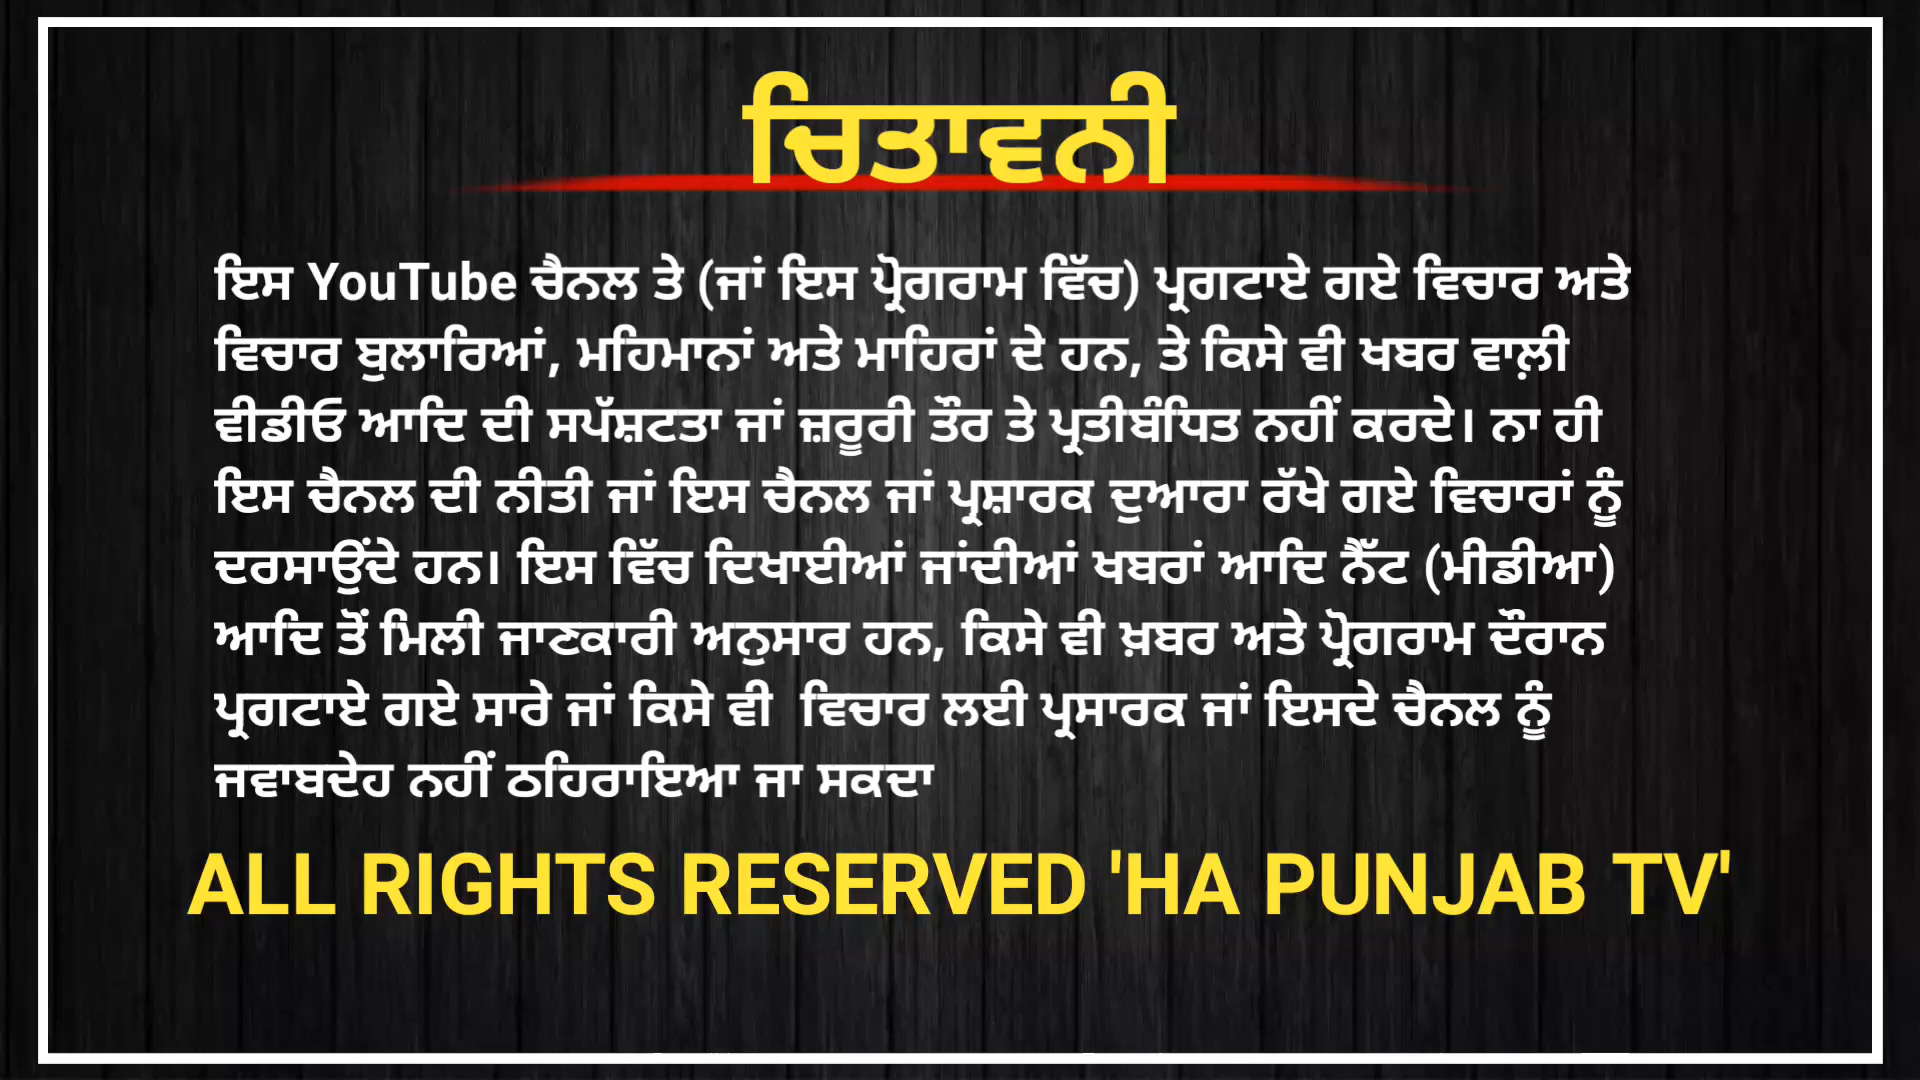 ਚਿਤਾਵਨੀ
ਇਸ YouTube ਚੈਨਲ ਤੇ (ਜਾਂ ਇਸ ਪ੍ਰੋਗਰਾਮ ਵਿੱਚ) ਪ੍ਰਗਟਾਏ ਗਏ ਵਿਚਾਰ ਅਤੇ
ਵਿਚਾਰ ਬੁਲਾਰਿਆਂ, ਮਹਿਮਾਨਾਂ ਅਤੇ ਮਾਹਿਰਾਂ ਦੇ ਹਨ, ਤੇ ਕਿਸੇ ਵੀ ਖਬਰ ਵਾਲ਼ੀ
ਵੀਡੀਓ ਆਦਿ ਦੀ ਸਪੱਸ਼ਟਤਾ ਜਾਂ ਜ਼ਰੂਰੀ ਤੌਰ ਤੇ ਪ੍ਰਤੀਬੰਧਿਤ ਨਹੀਂ ਕਰਦੇ। ਨਾ ਹੀ
ਇਸ ਚੈਨਲ ਦੀ ਨੀਤੀ ਜਾਂ ਇਸ ਚੈਨਲ ਜਾਂ ਪ੍ਰਸ਼ਾਰਕ ਦੁਆਰਾ ਰੱਖੇ ਗਏ ਵਿਚਾਰਾਂ ਨੂੰ
ਦਰਸਾਉਂਦੇ ਹਨ। ਇਸ ਵਿੱਚ ਦਿਖਾਈਆਂ ਜਾਂਦੀਆਂ ਖਬਰਾਂ ਆਦਿ ਨੈੱਟ (ਮੀਡੀਆ)
ਆਦਿ ਤੋਂ ਮਿਲੀ ਜਾਣਕਾਰੀ ਅਨੁਸਾਰ ਹਨ, ਕਿਸੇ ਵੀ ਖ਼ਬਰ ਅਤੇ ਪ੍ਰੋਗਰਾਮ ਦੌਰਾਨ
ਪ੍ਰਗਟਾਏ ਗਏ ਸਾਰੇ ਜਾਂ ਕਿਸੇ ਵੀ  ਵਿਚਾਰ ਲਈ ਪ੍ਰਸਾਰਕ ਜਾਂ ਇਸਦੇ ਚੈਨਲ ਨੂੰ
ਜਵਾਬਦੇਹ ਨਹੀਂ ਠਹਿਰਾਇਆ ਜਾ ਸਕਦਾ
ALL RIGHTS RESERVED 'HA PUNJAB TV'